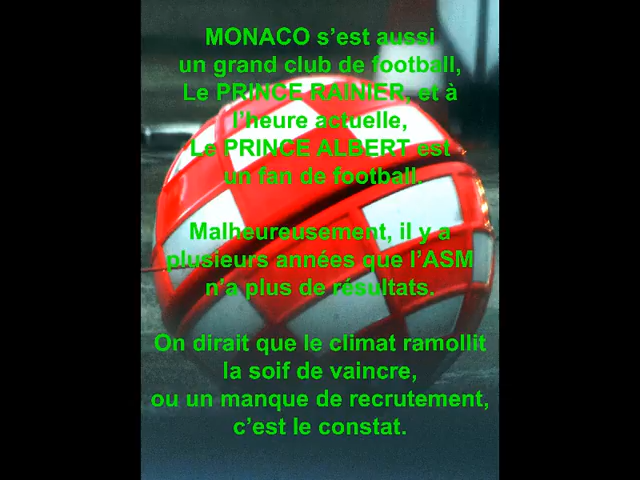 MONACO s’est aussi
un grand club de football,
Le PRINCE RAINIER, et à
l’heure actuelle,
Le PRINCE ALBERT est
un fan de football.
Malheureusement, il y a
plusieurs années que l’ASM
n’a plus de résultats.
On dirait que le climat ramollit
la soif de vaincre,
ou un manque de recrutement,
c’est le constat.